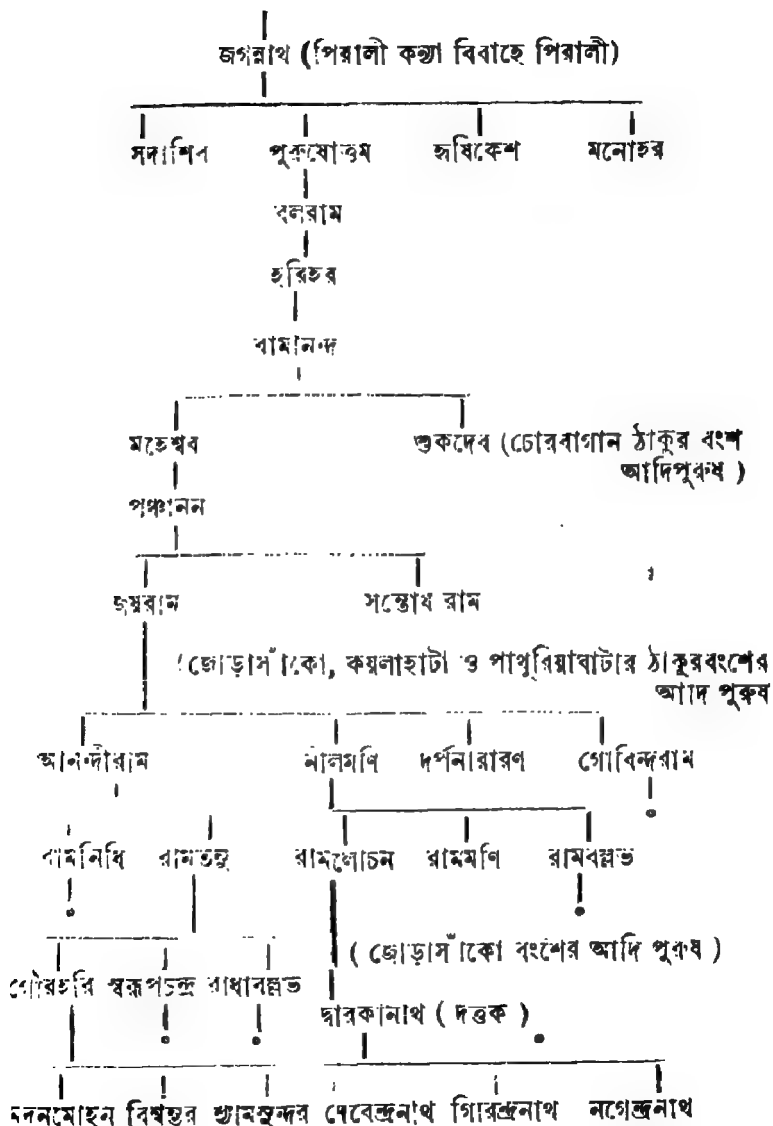 জগন্নাথ (পিরালী কন্যা বিবাহে পিরালী)
সদাশিব পুরুষোত্তম হৃষিকেশ মনোহর
বলরাম
হরিহর
রামানন্দ
মহেশ্বর শুকদেব (চোরবাগান ঠাকুর বংশ
আদিপুরুষ )
পঞ্চানন
জয়রাম সন্তোষ রাম
(জোড়াসাঁকো, কয়লাহাটা ও পাথুরিয়াঘাটার ঠাকুরবংশের
আদি পুরুষ
আনন্দীরাম নীলমণি দর্পনারারণ গোবিন্দরাম
রামনিধি রামতনু রামলোচন রামমণি রামবল্লভ
( জোড়াসাঁকো বংশের আদি পুরুষ )
গৌরহরি স্বরূপচন্দ্র রাধাবল্লভ
দ্বারকানাথ ( দত্তক )
মদনমোহন বিশ্বম্ভর শ্যামসুন্দর দেবেন্দ্রনাথ গিরিন্দ্রনাথ নগেন্দ্রনাথ